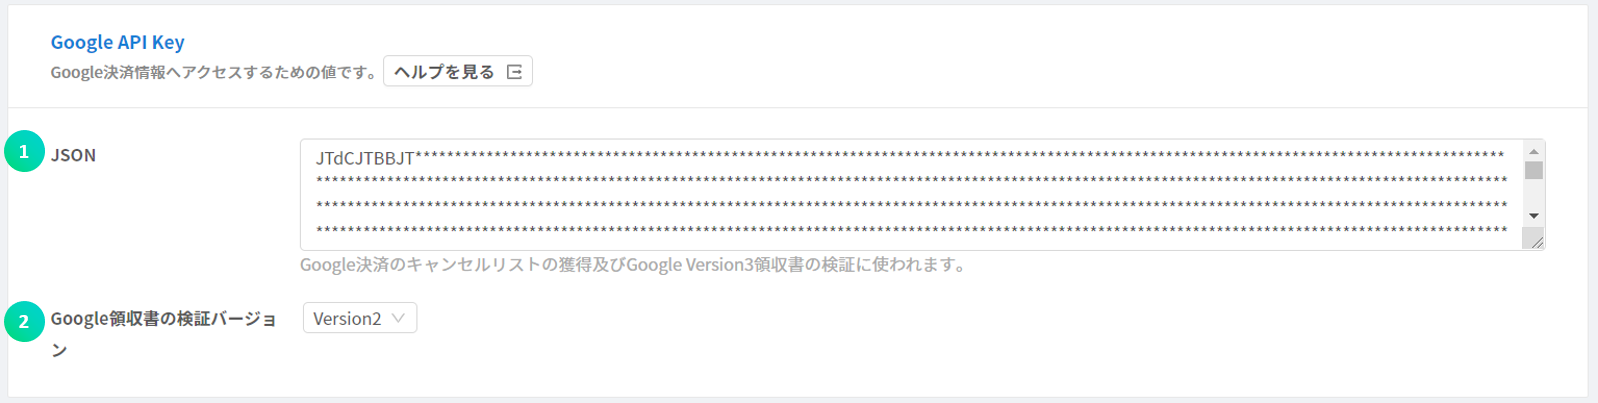 Google API Key
Google決済情報へアクセスするための値です。 ヘルプを見る
1 JSON
JTdCJTBBJT******************************************************************************************************************************************
********************************************************************************************************************************************************
********************************************************************************************************************************************************
********************************************************************************************************************************************************
Google決済のキャンセルリストの獲得及びGoogle Version3領収書の検証に使われます。
2 Google領収書の検証バージョ Version2
ン